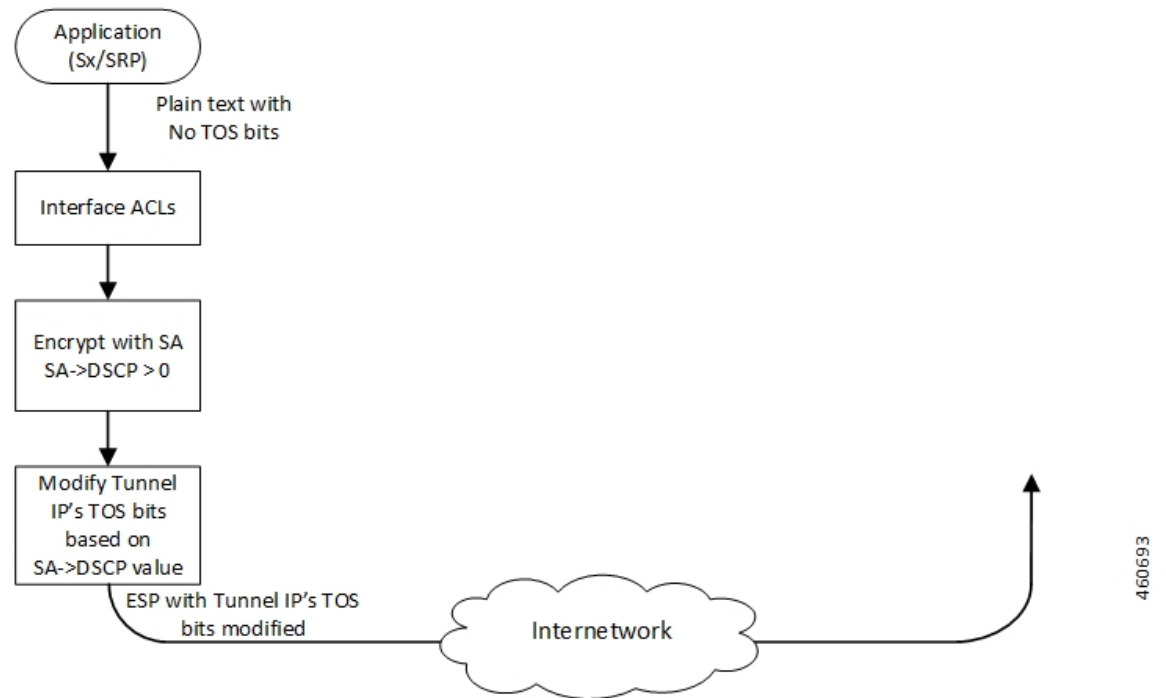 Application
(Sx/SRP)
Plain text with
No TOS bits
Interface ACLs
Encrypt with SA
SA->DSCP > 0
Modify Tunnel
IP's TOS bits
based on
SA->DSCP value
ESP with Tunnel IP's TOS
bits modified
Internetwork
460693